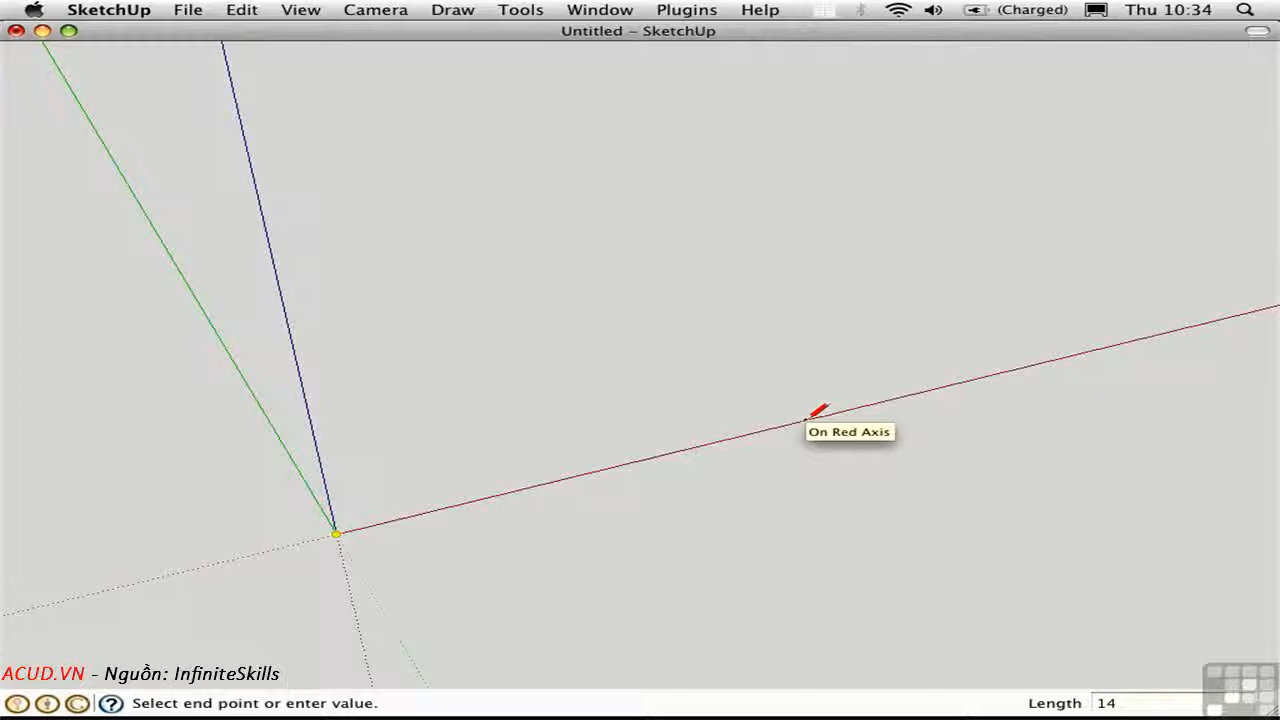 SketchUp File Edit View Camera Draw Tools Window Plugins Help (Charged) Thu 10:34
Untitled – SketchUp
On Red Axis
ACUD.VN - Nguồn: InfiniteSkills
Select end point or enter value. Length 14